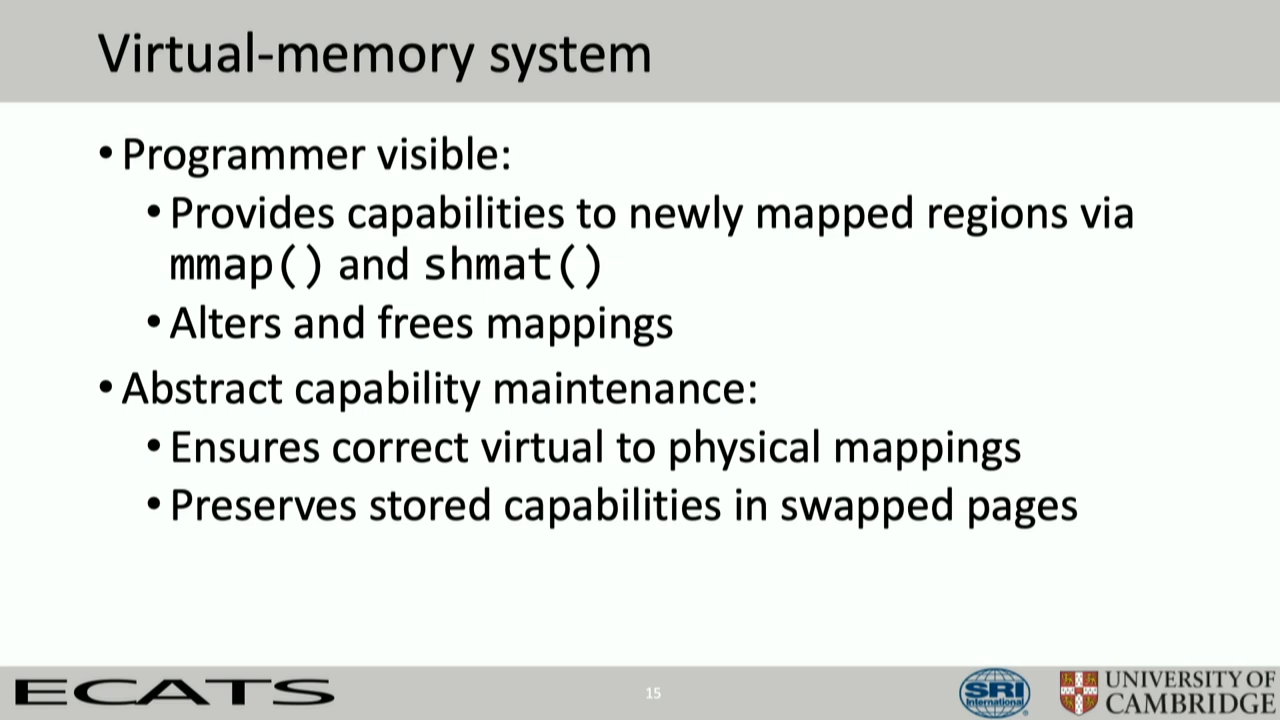 Virtual-memory system
• Programmer visible:
• Provides capabilities to newly mapped regions via
mmap() and shmat()
• Alters and frees mappings
• Abstract capability maintenance:
• Ensures correct virtual to physical mappings
• Preserves stored capabilities in swapped pages
ECATS
15
SRI
International
UNIVERSITY OF
CAMBRIDGE